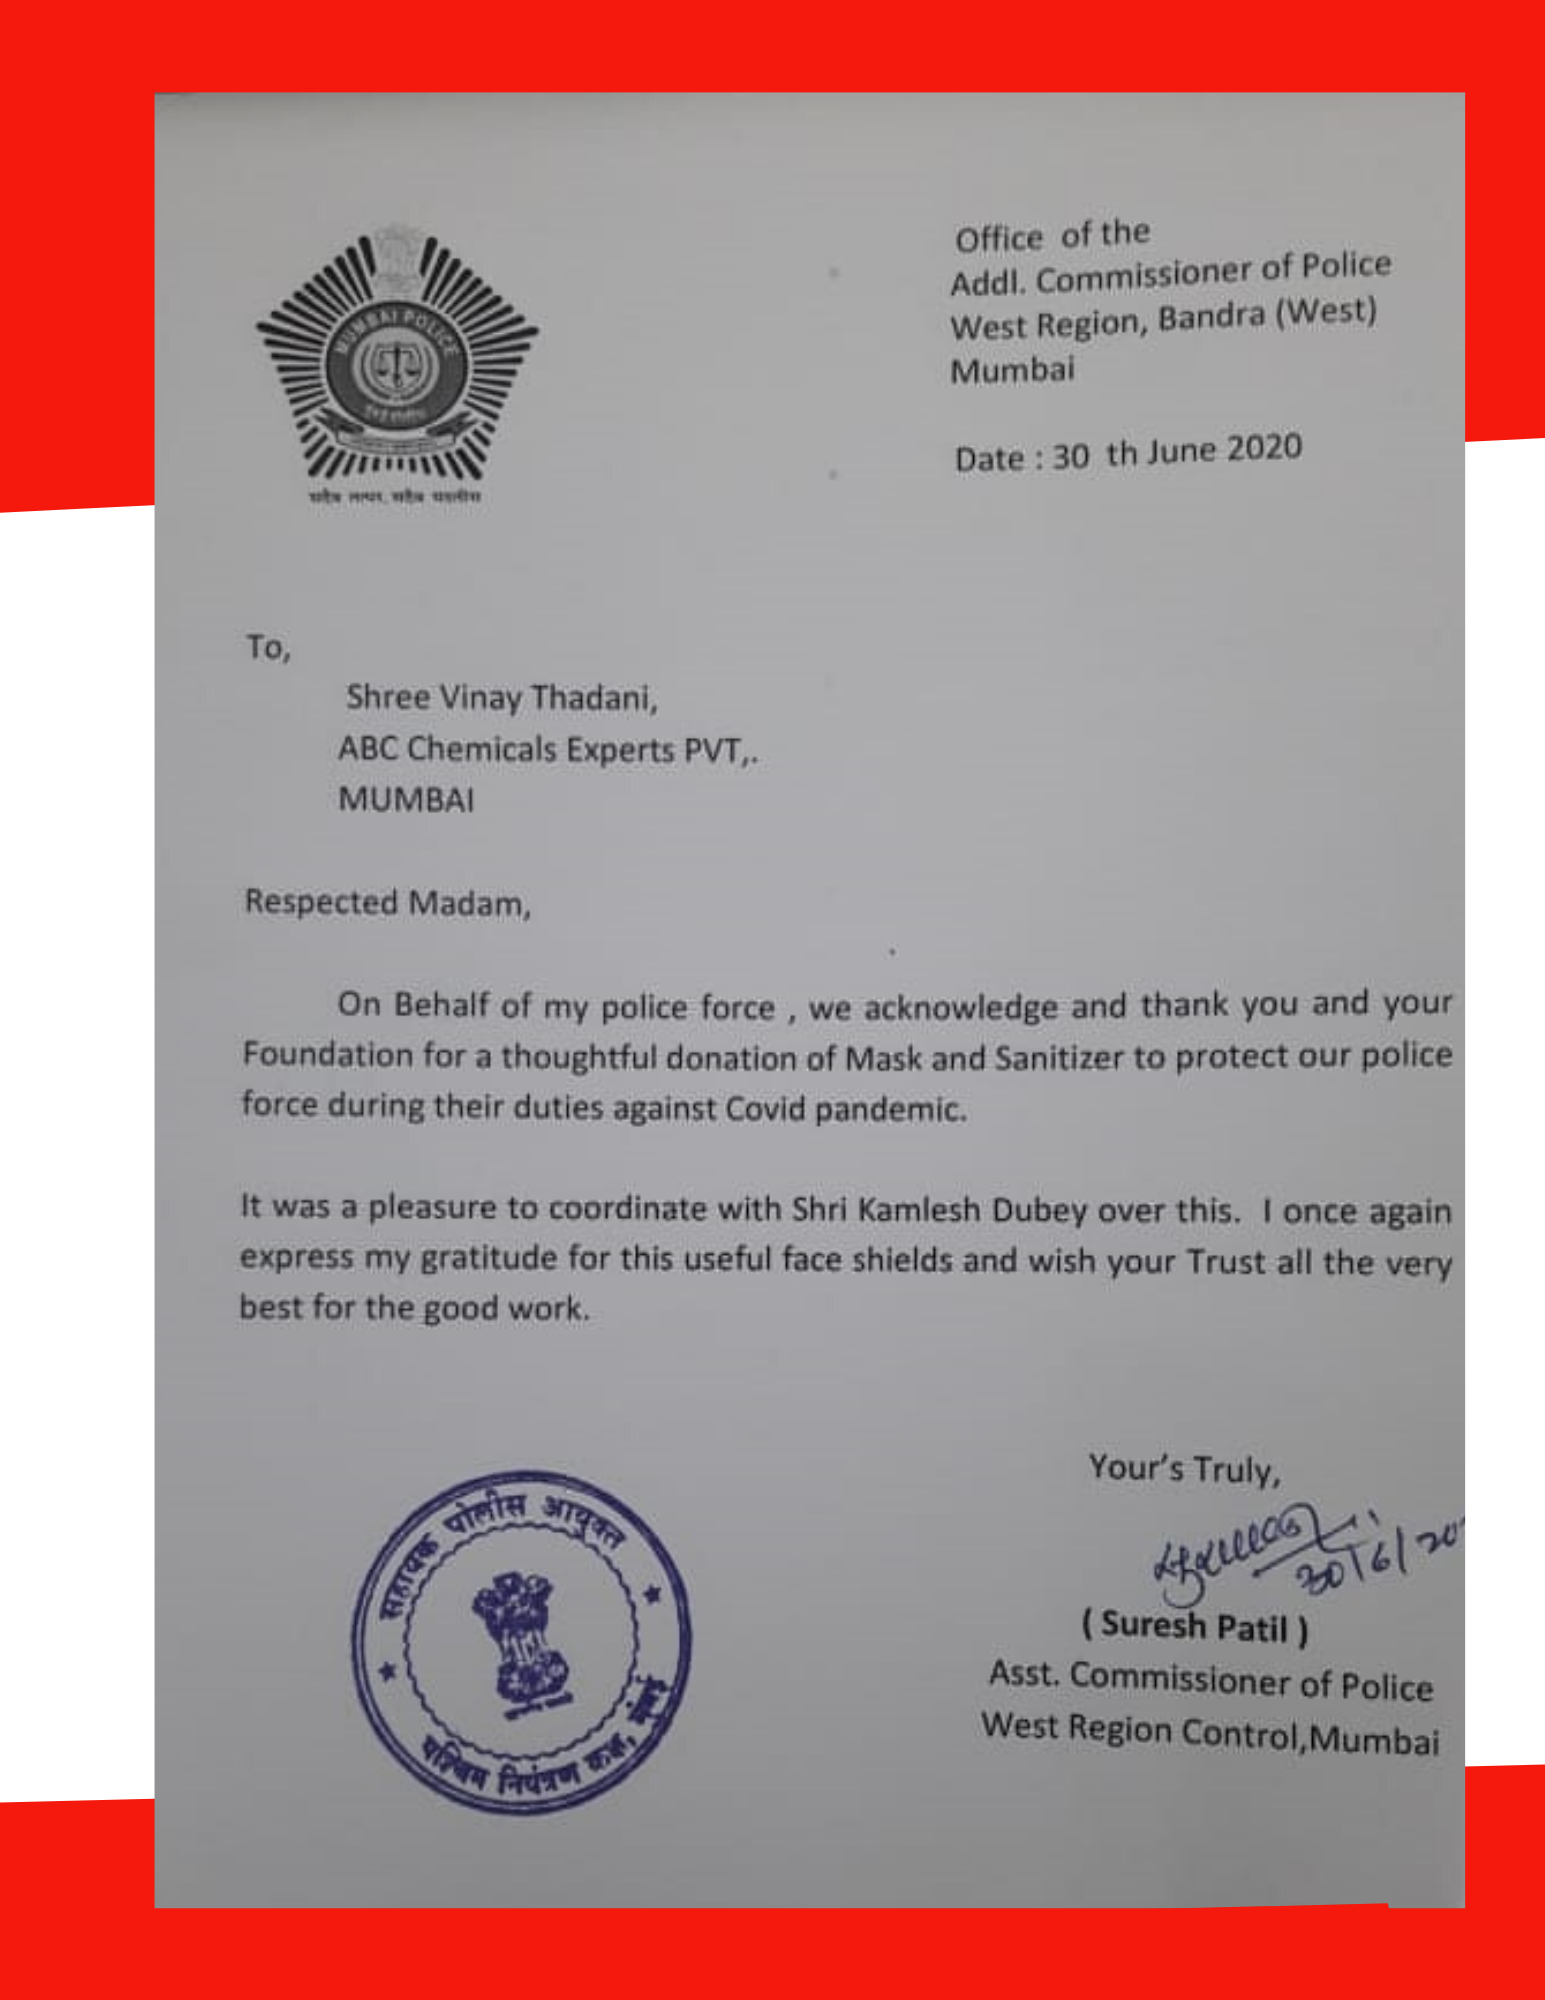 MUMBAI POLICE
Office of the
Addl. Commissioner of Police
West Region, Bandra (West)
Mumbai
Date : 30 th June 2020
To,
Shree Vinay Thadani,
ABC Chemicals Experts PVT,.
MUMBAI
Respected Madam,
On Behalf of my police force , we acknowledge and thank you and your
Foundation for a thoughtful donation of Mask and Sanitizer to protect our police
force during their duties against Covid pandemic.
It was a pleasure to coordinate with Shri Kamlesh Dubey over this. I once again
express my gratitude for this useful face shields and wish your Trust all the very
best for the good work.
Your's Truly,
30/6/20
( Suresh Patil )
Asst. Commissioner of Police
West Region Control,Mumbai
सहायक पोलीस आयुक्त
पश्चिम नियंत्रण कक्ष, मुंबई